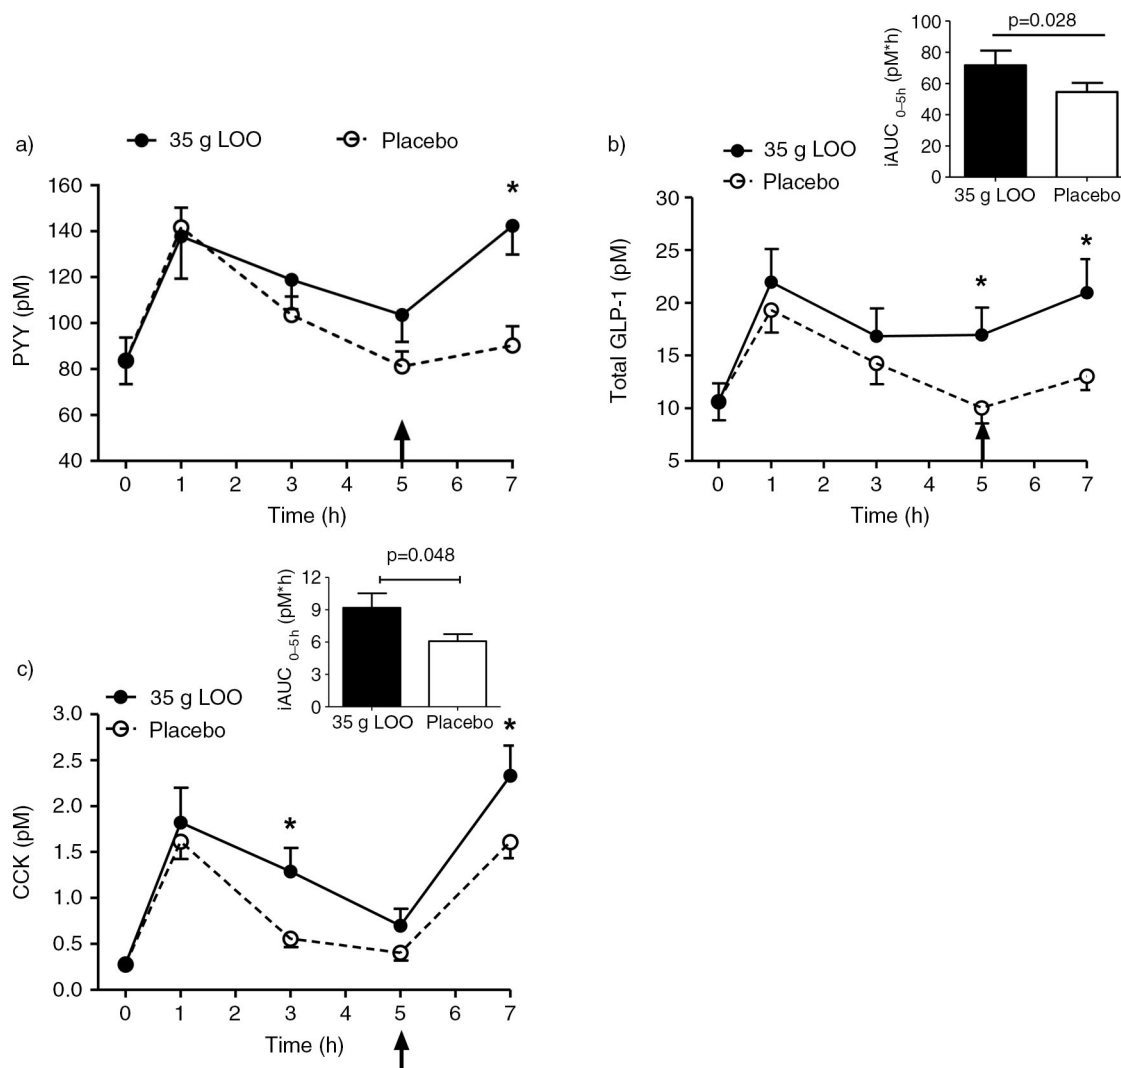 a)
35 g LOO
Placebo
160
140
120
100
80
60
40
PYY (pM)
*
0 1 2 3 4 5 6 7
Time (h)
b)
p=0.028
100
80
60
40
20
0
iAUC 0–5h (pM*h)
35 g LOO Placebo
35 g LOO
Placebo
30
25
20
15
10
5
Total GLP-1 (pM)
* *
0 1 2 3 4 5 6 7
Time (h)
c)
p=0.048
12
9
6
3
0
iAUC 0–5h (pM*h)
35 g LOO Placebo
35 g LOO
Placebo
3.0
2.5
2.0
1.5
1.0
0.5
0.0
CCK (pM)
* *
0 1 2 3 4 5 6 7
Time (h)